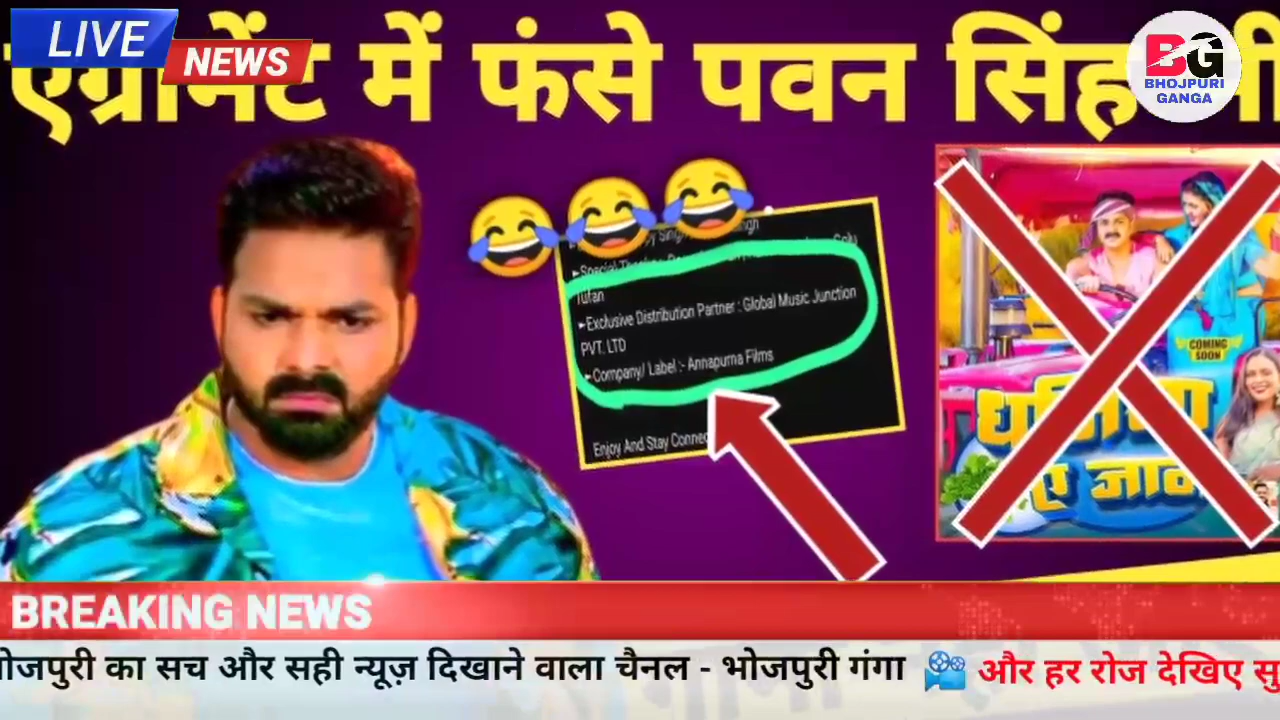 LIVE
NEWS
एग्रीमेंट में फंसे पवन सिंह
BG
BHOJPURI
GANGA
Tufan
►Exclusive Distribution Partner : Global Music Junction
PVT. LTD
►Company/ Label :- Annapurna Films
Enjoy And Stay
COMING
SOON
ए जान
BREAKING NEWS
भोजपुरी का सच और सही न्यूज़ दिखाने वाला चैनल - भोजपुरी गंगा 🎥 और हर रोज देखिए